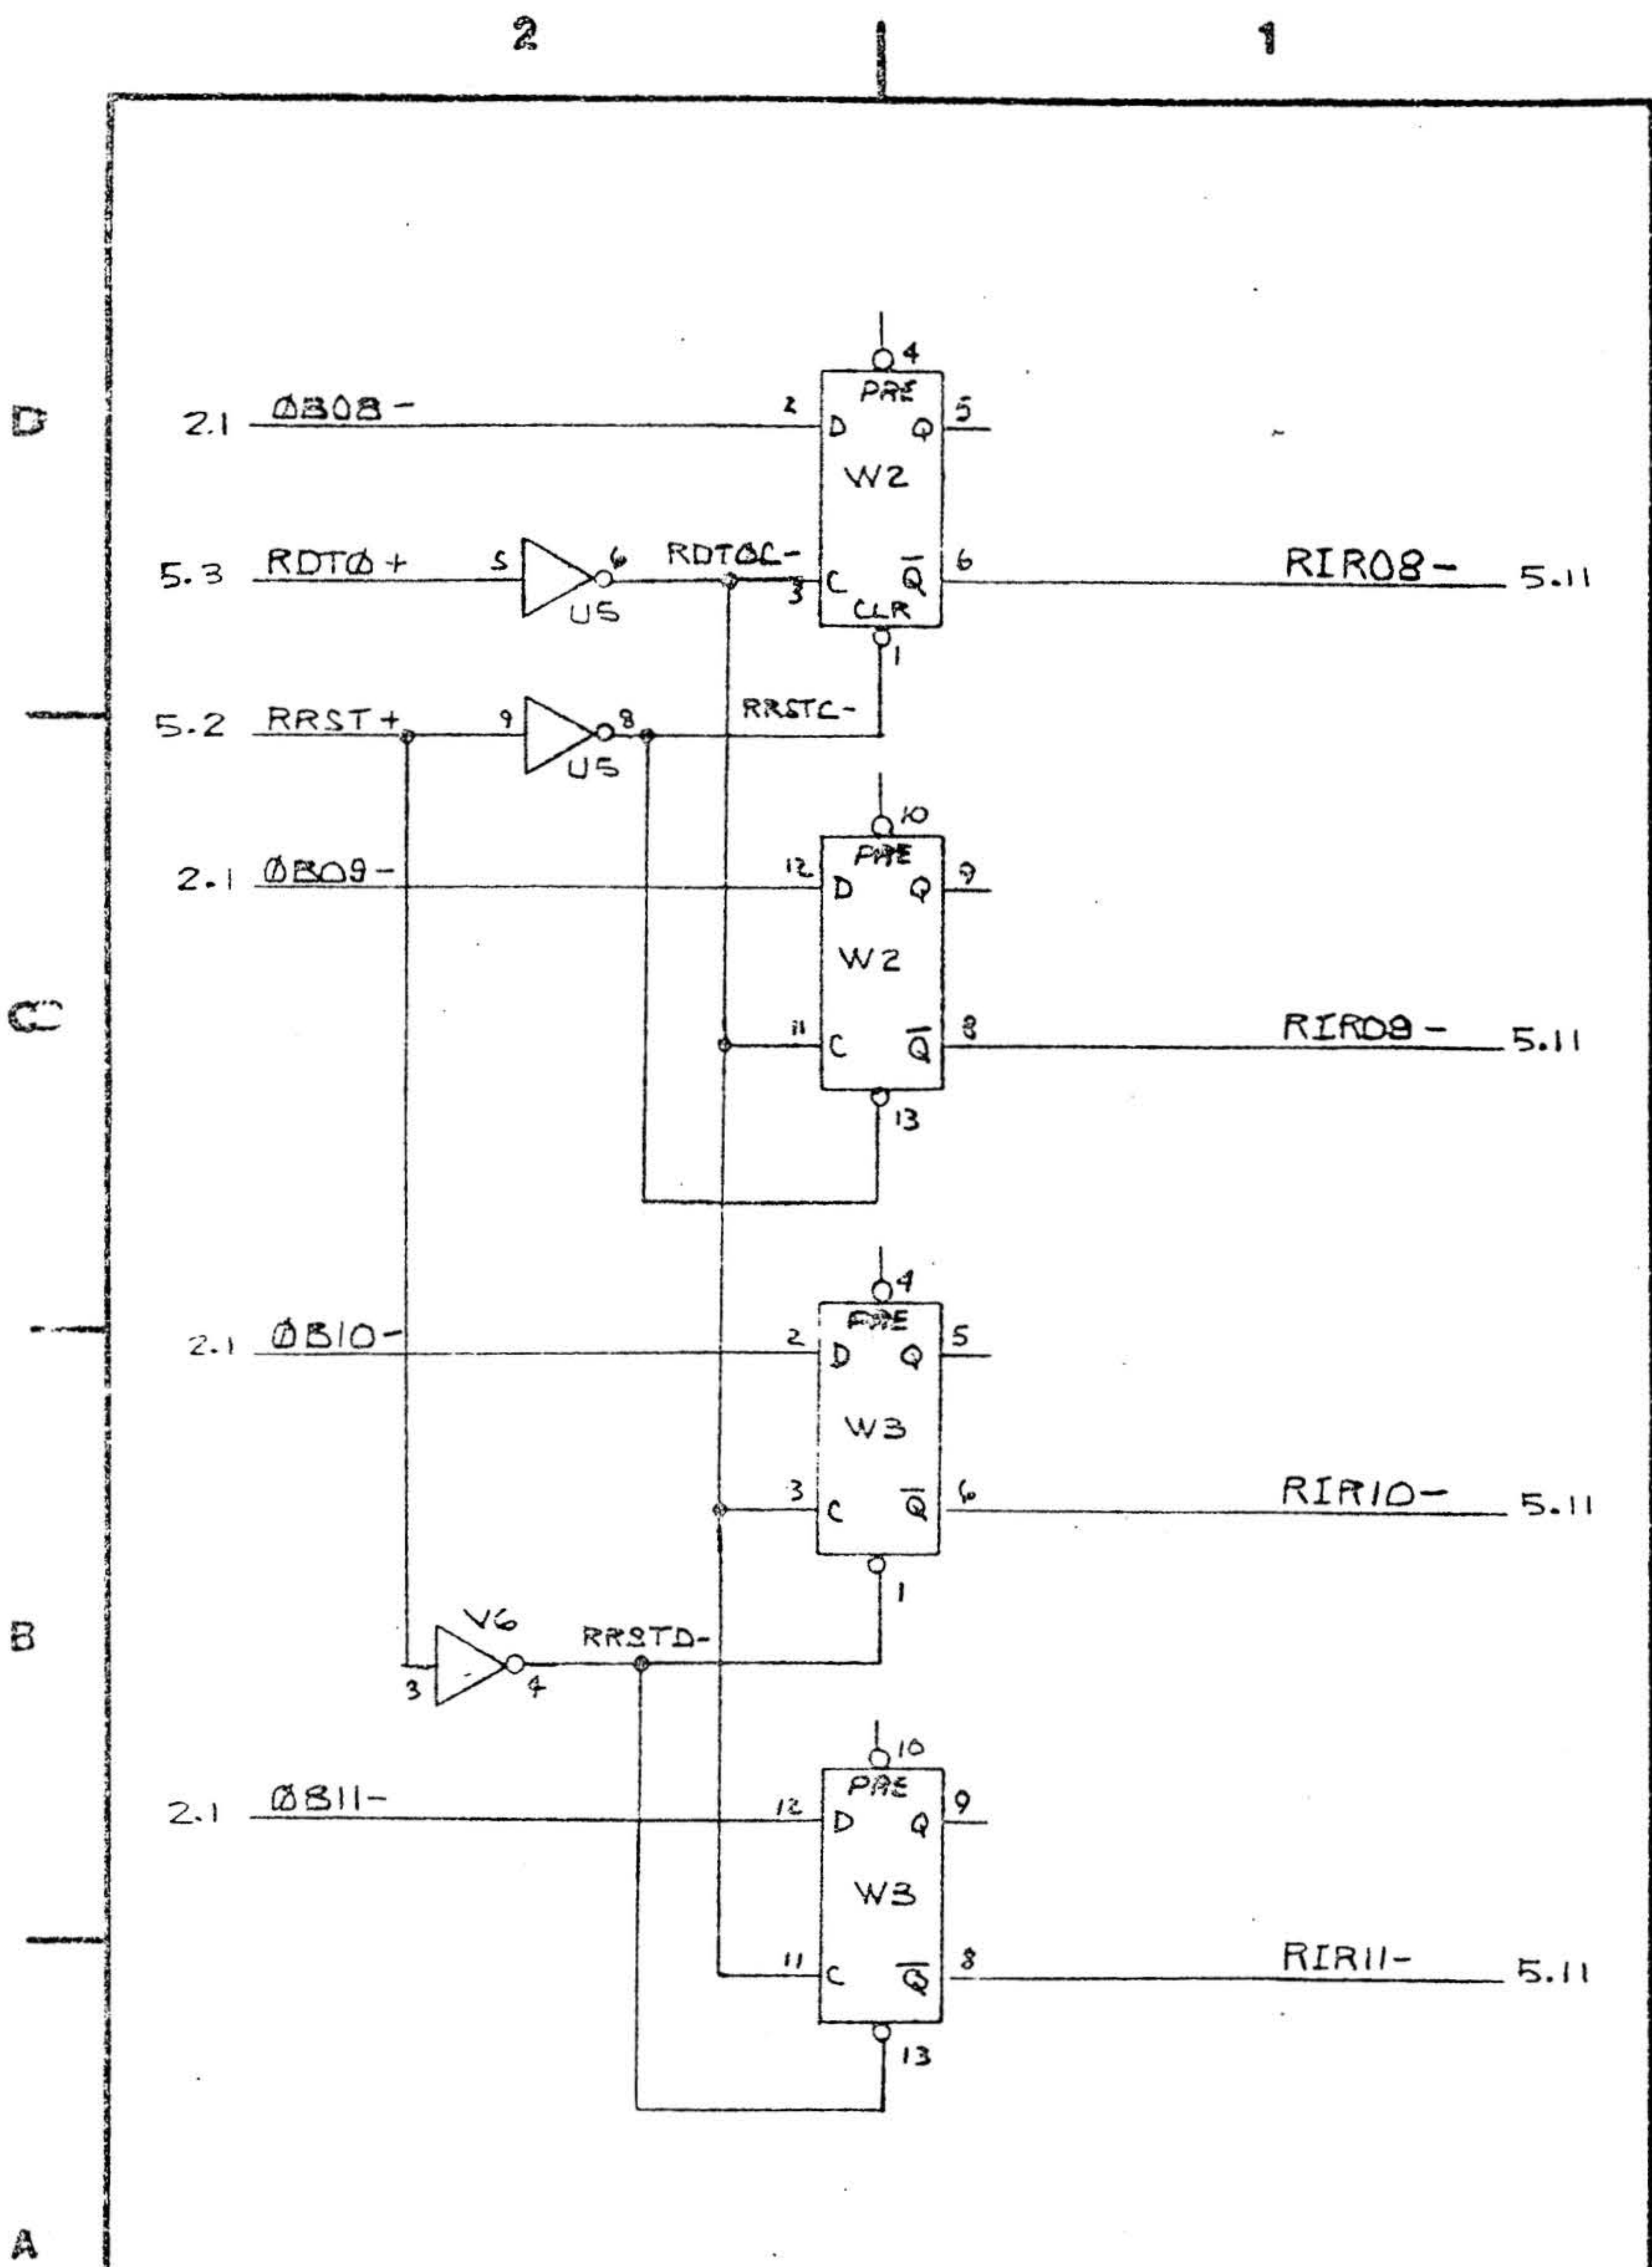 2 1
4
PRE
D 2.1 ØB08- 2 D Q 5
W2
5.3 RDTØ+ 5 6 RDTØC- 3 C Q̅ 6 RIR08- 5.11
U5 CLR
1
5.2 RRST+ 9 8 RRSTC-
U5
10
PRE
2.1 ØB09- 12 D Q 9
W2
C 11 C Q̅ 8 RIR09- 5.11
13
4
PRE
2.1 ØB10- 2 D Q 5
W3
3 C Q̅ 6 RIR10- 5.11
1
B V6 RRSTD-
3 4
10
PRE
2.1 ØB11- 12 D Q 9
W3
11 C Q̅ 8 RIR11- 5.11
13
A